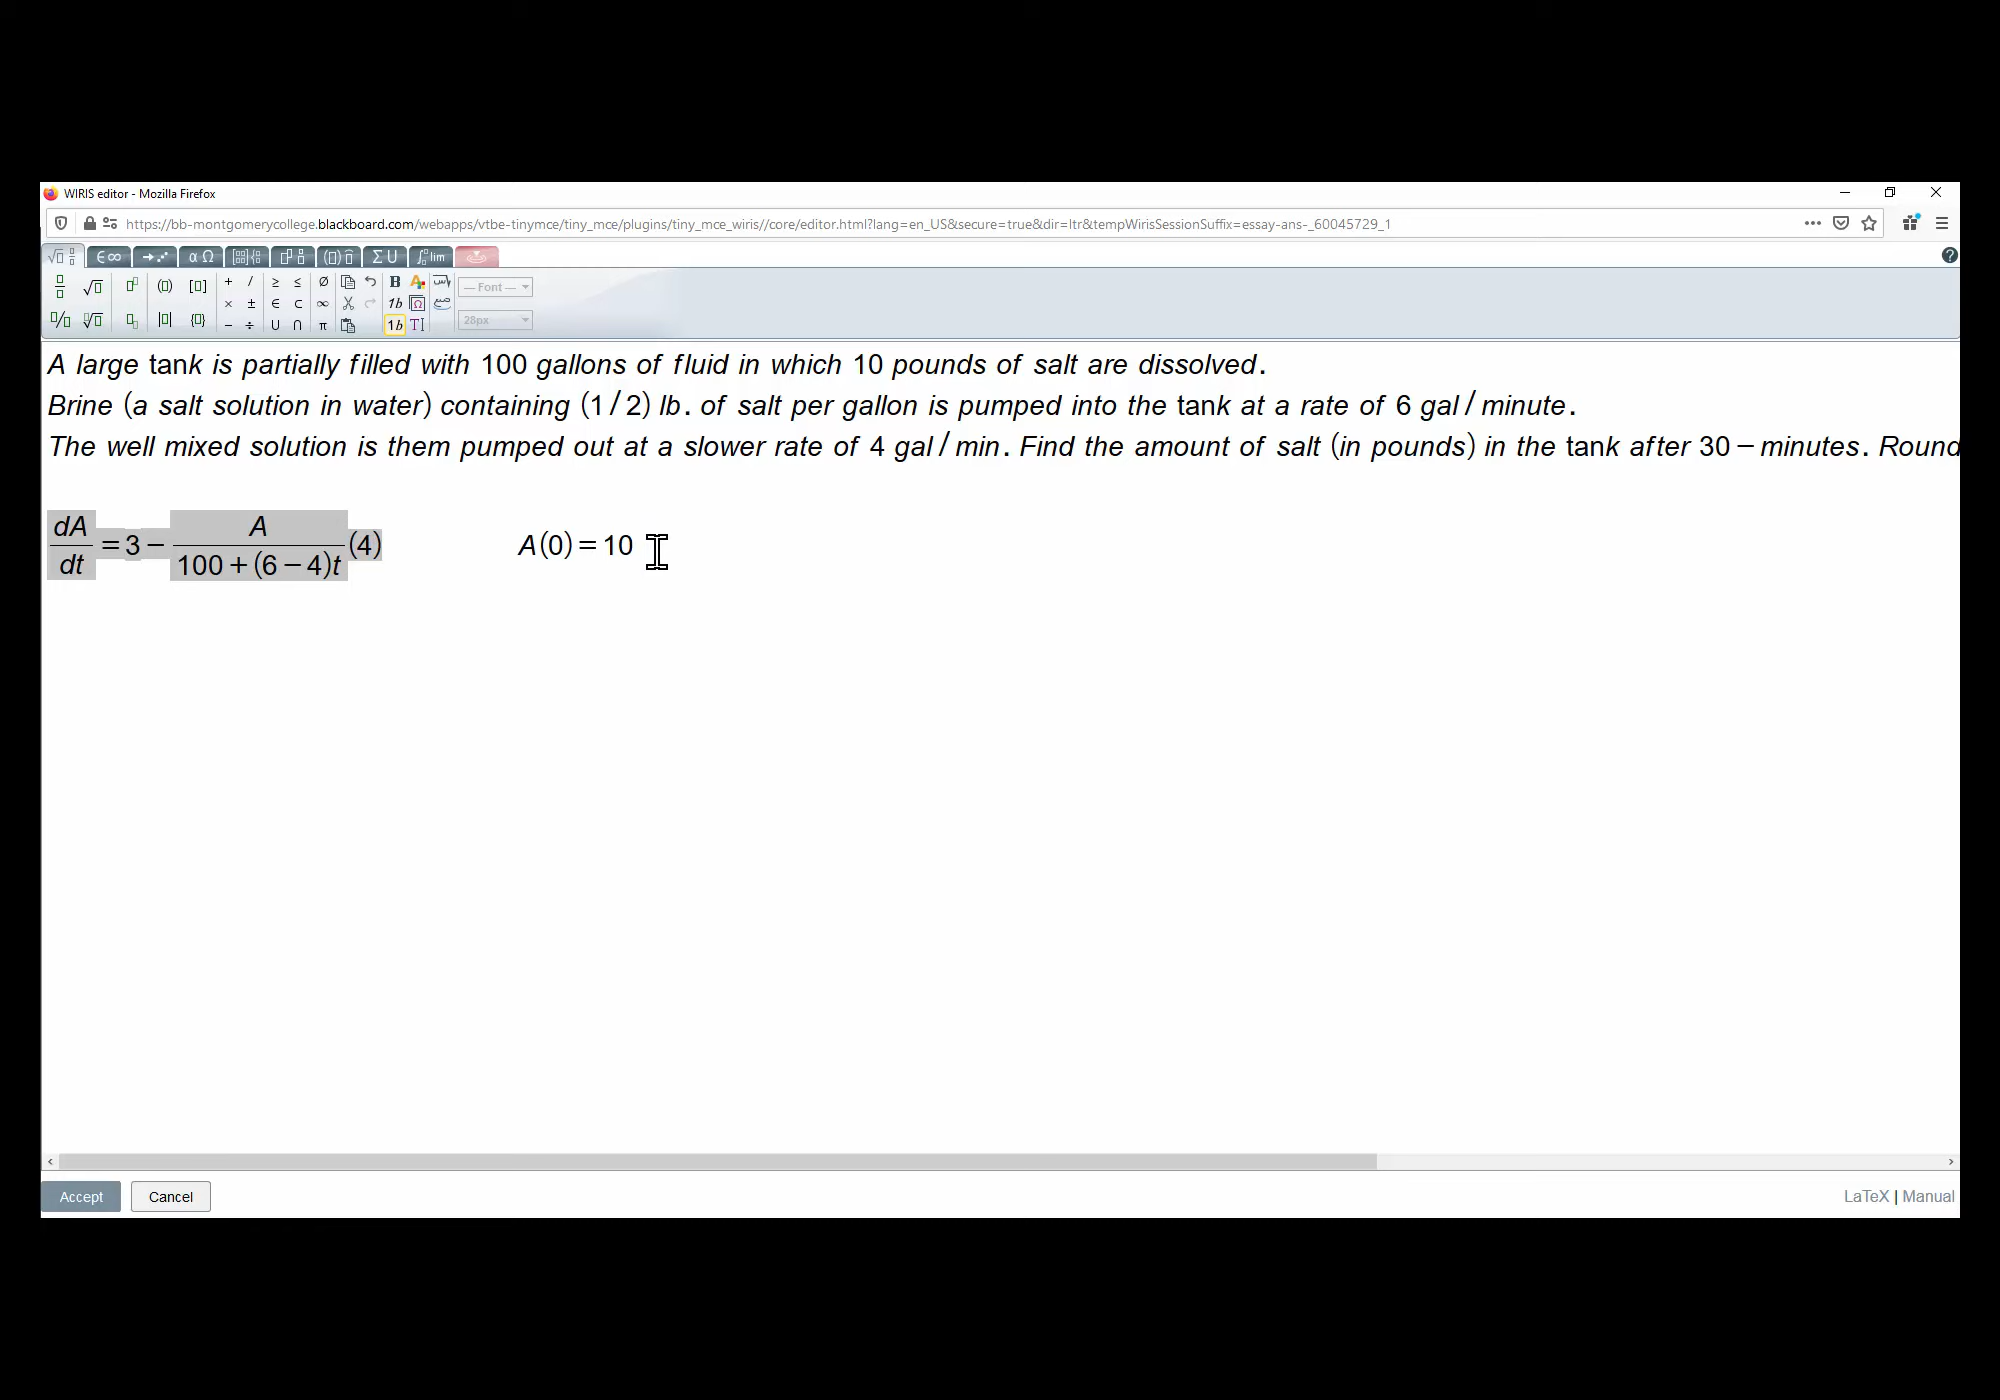 WIRIS editor - Mozilla Firefox
https://bb-montgomerycollege.blackboard.com/webapps/vtbe-tinymce/tiny_mce/plugins/tiny_mce_wiris//core/editor.html?lang=en_US&secure=true&dir=ltr&tempWirisSessionSuffix=essay-ans-_60045729_1
— Font —
28px
A large tank is partially filled with 100 gallons of fluid in which 10 pounds of salt are dissolved.
Brine (a salt solution in water) containing (1/2) lb. of salt per gallon is pumped into the tank at a rate of 6 gal/minute.
The well mixed solution is them pumped out at a slower rate of 4 gal/min. Find the amount of salt (in pounds) in the tank after 30-minutes. Round
dA/dt = 3 - A/(100+(6-4)t) (4) A(0)=10
Accept Cancel LaTeX | Manual